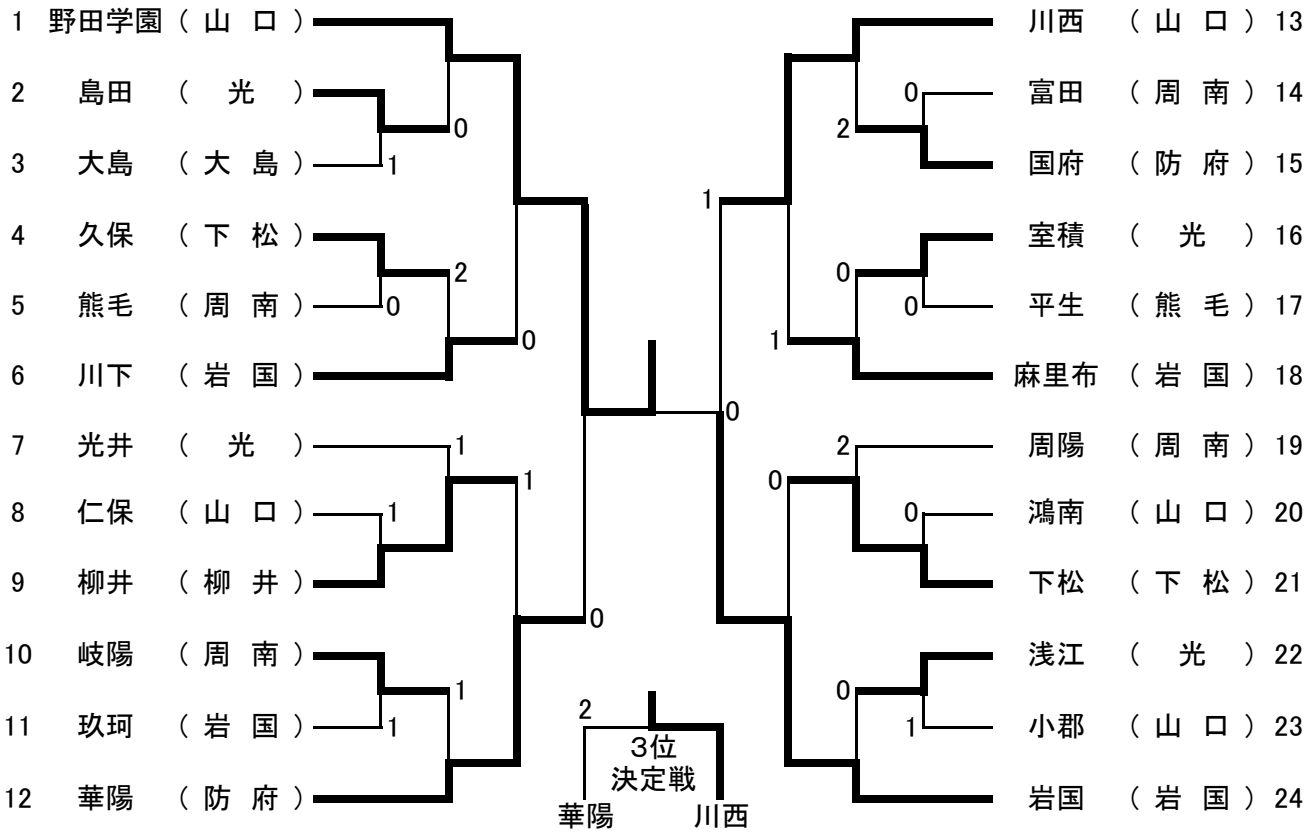 1 野田学園 ( 山 口 ) 川西 ( 山 口 ) 13
2 島田 ( 光 ) 0 富田 ( 周 南 ) 14
0 2
3 大島 ( 大 島 ) 1 国府 ( 防 府 ) 15
1
4 久保 ( 下 松 ) 室積 ( 光 ) 16
2 0
5 熊毛 ( 周 南 ) 0 0 平生 ( 熊 毛 ) 17
0 1
6 川下 ( 岩 国 ) 麻里布 ( 岩 国 ) 18
0
7 光井 ( 光 ) 1 2 周陽 ( 周 南 ) 19
1 0
8 仁保 ( 山 口 ) 1 0 鴻南 ( 山 口 ) 20
9 柳井 ( 柳 井 ) 下松 ( 下 松 ) 21
0
10 岐陽 ( 周 南 ) 浅江 ( 光 ) 22
1 0
11 玖珂 ( 岩 国 ) 1 2 1 小郡 ( 山 口 ) 23
3位
決定戦
12 華陽 ( 防 府 ) 岩国 ( 岩 国 ) 24
華陽 川西